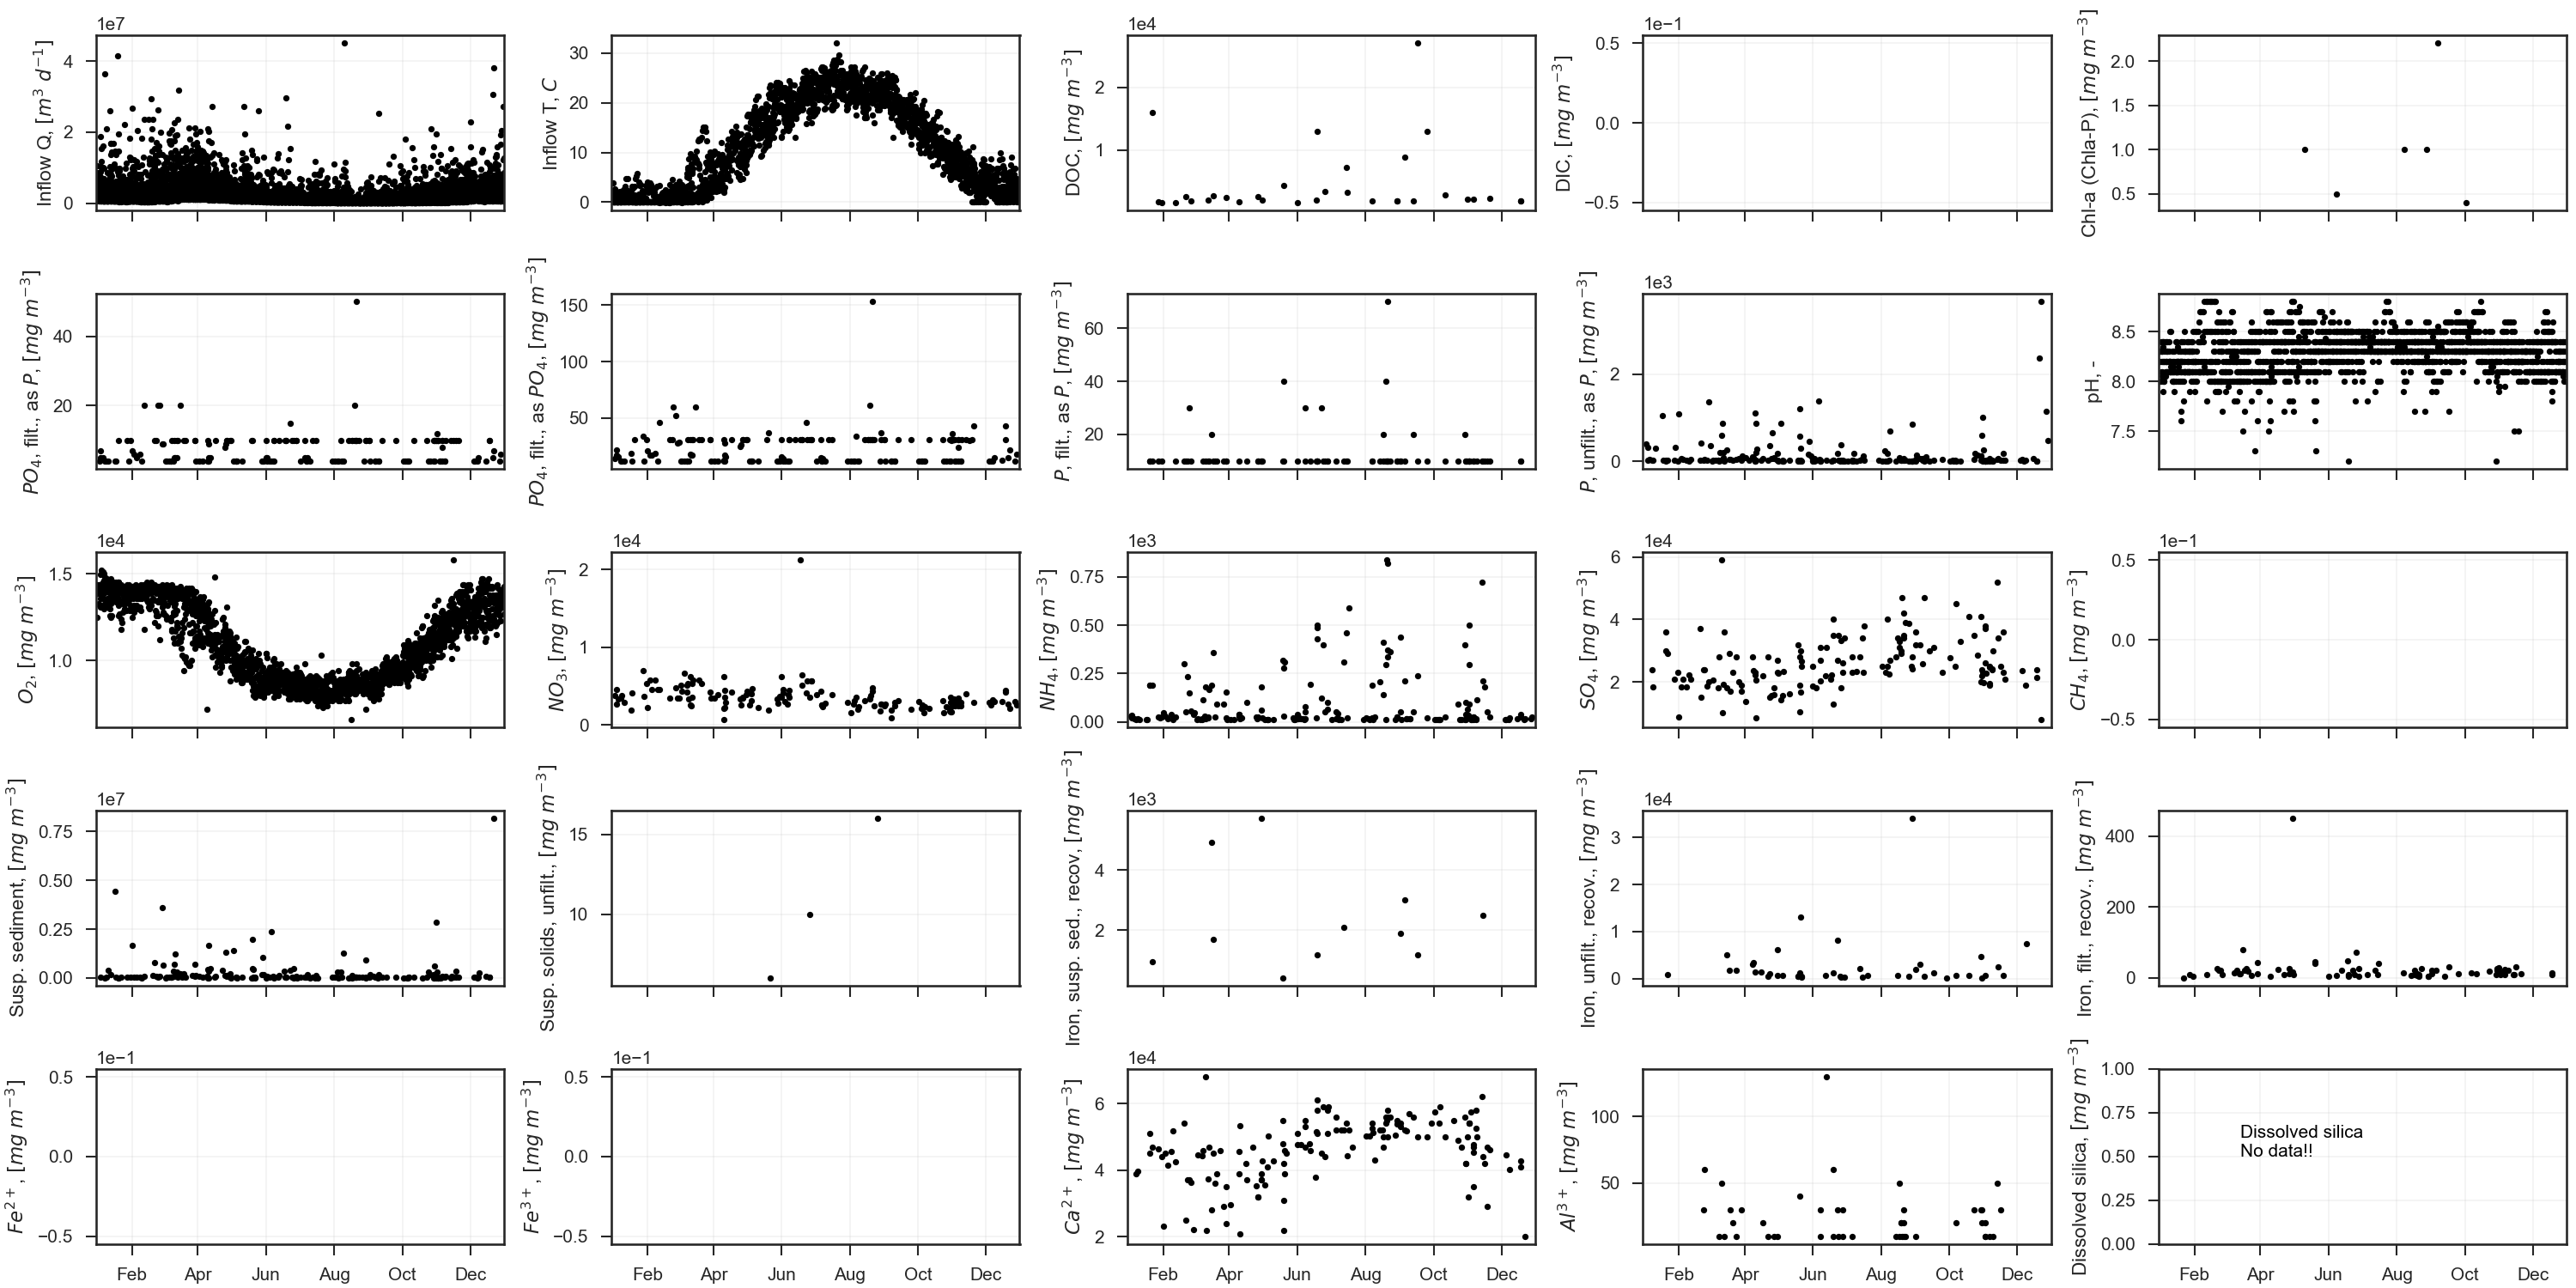 1e7
Inflow Q, [m³ d⁻¹]
4
2
0
Inflow T, C
30
20
10
0
1e4
DOC, [mg m⁻³]
2
1
1e−1
DIC, [mg m⁻³]
0.5
0.0
−0.5
Chl-a (Chla-P), [mg m⁻³]
2.0
1.5
1.0
0.5
Feb Apr Jun Aug Oct Dec
PO₄, filt., as P, [mg m⁻³]
40
20
PO₄, filt., as PO₄, [mg m⁻³]
150
100
50
P, filt., as P, [mg m⁻³]
60
40
20
1e3
P, unfilt., as P, [mg m⁻³]
2
1
0
pH, -
8.5
8.0
7.5
1e4
O₂, [mg m⁻³]
1.5
1.0
1e4
NO₃, [mg m⁻³]
2
1
0
1e3
NH₄, [mg m⁻³]
0.75
0.50
0.25
0.00
1e4
SO₄, [mg m⁻³]
6
4
2
1e−1
CH₄, [mg m⁻³]
0.5
0.0
−0.5
1e7
Susp. sediment, [mg m⁻³]
0.75
0.50
0.25
0.00
Susp. solids, unfilt., [mg m⁻³]
15
10
1e3
Iron, susp. sed., recov, [mg m⁻³]
4
2
1e4
Iron, unfilt., recov., [mg m⁻³]
3
2
1
0
Iron, filt., recov., [mg m⁻³]
400
200
0
1e−1
Fe²⁺, [mg m⁻³]
0.5
0.0
−0.5
Feb Apr Jun Aug Oct Dec
1e−1
Fe³⁺, [mg m⁻³]
0.5
0.0
−0.5
Feb Apr Jun Aug Oct Dec
1e4
Ca²⁺, [mg m⁻³]
6
4
2
Feb Apr Jun Aug Oct Dec
Al³⁺, [mg m⁻³]
100
50
Feb Apr Jun Aug Oct Dec
Dissolved silica, [mg m⁻³]
1.00
0.75
0.50
0.25
0.00
Dissolved silica
No data!!
Feb Apr Jun Aug Oct Dec